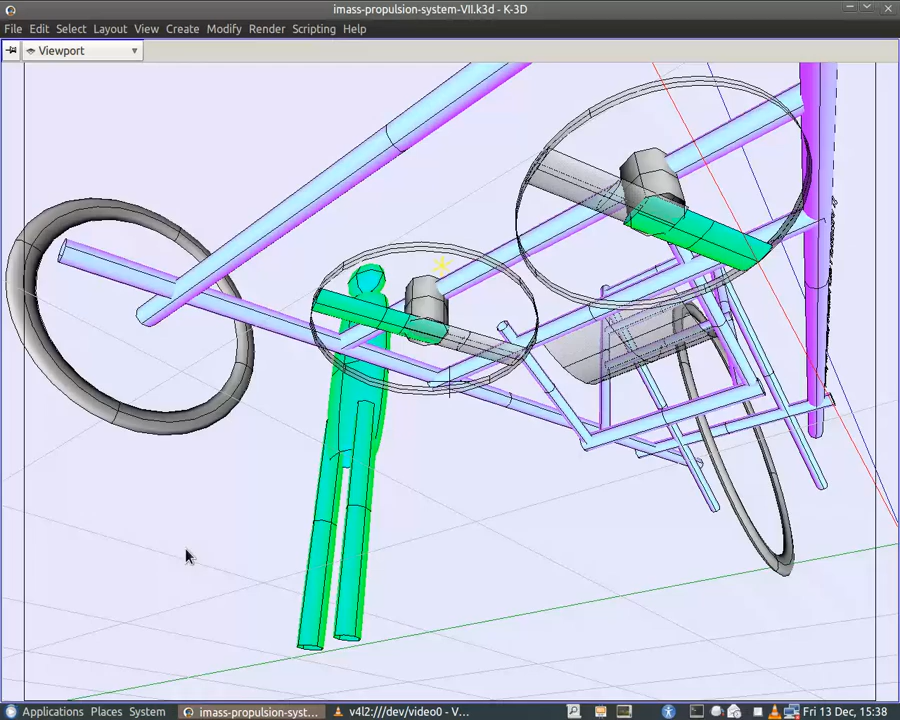 imass-propulsion-system-VII.k3d - K-3D
File Edit Select Layout View Create Modify Render Scripting Help
Viewport
Applications Places System imass-propulsion-syst... v4l2:///dev/video0 - V... Fri 13 Dec, 15:38